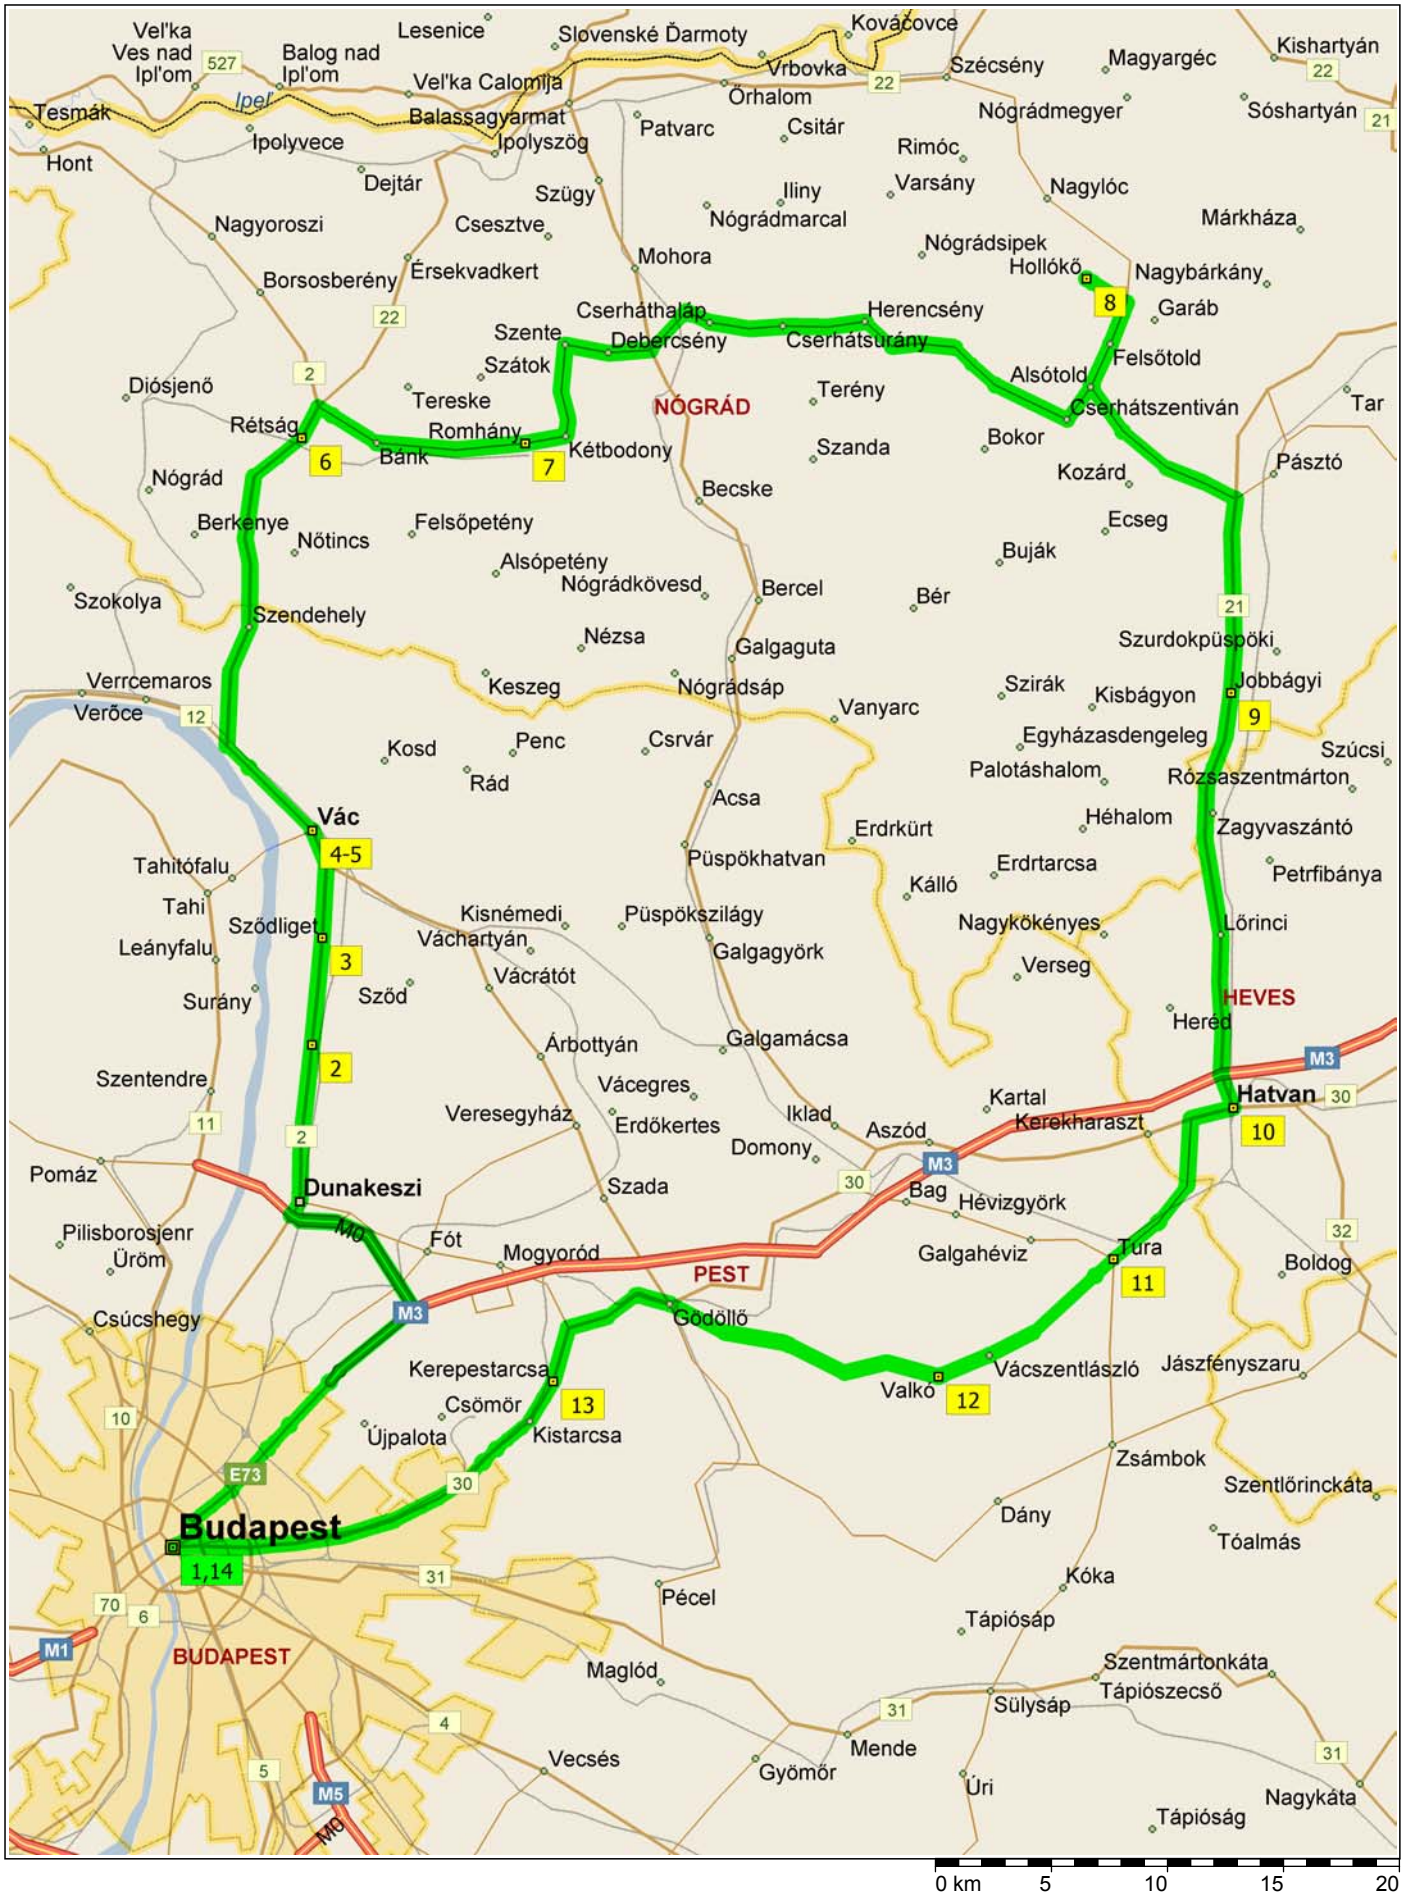 Vel'ka
Ves nad
Ipl'om
527
Balog nad
Ipl'om
Lesenice
Slovenské Ďarmoty
Kováčovce
Kishartyán
Vel'ka Calomija
Vrbovka
22
Szécsény
Magyargéc
22
Tesmák
Ipeľ
Ipolyvece
Balassagyarmat
Őrhalom
Patvarc
Csitár
Nógrádmegyer
Sóshartyán
21
Hont
Dejtár
Ipolyszög
Rimóc
Szügy
Iliny
Varsány
Nagylóc
Nógrádmarcal
Nagyoroszi
Csesztve
Márkháza
Borsosberény
Érsekvadkert
Mohora
Nógrádsipek
Hollókő
8
Nagybárkány
Garáb
22
Szente
Cserháthaláp
Debercsény
Herencsény
Cserhátsurány
Felsőtold
2
Szátok
Alsótold
Diósjenő
Tereske
NÓGRÁD
Terény
Cserhátszentiván
Tar
Rétság
6
Bánk
Romhány
7
Kétbodony
Szanda
Bokor
Nógrád
Becske
Kozárd
Pásztó
Berkenye
Nőtincs
Felsőpetény
Ecseg
Alsópetény
Nógrádkövesd
Bercel
Buják
Bér
21
Szokolya
Szendehely
Nézsa
Galgaguta
Szurdokpüspöki
Verrcemaros
Keszeg
Nógrádsáp
Szirák
Kisbágyon
Jobbágyi
9
Verőce
12
Vanyarc
Egyházasdengeleg
Szúcsi
Kosd
Penc
Csrvár
Rád
Palotáshalom
Rózsaszentmárton
Vác
4-5
Acsa
Erdrkürt
Héhalom
Zagyvaszántó
Püspökhatvan
Tahitófalu
Erdrtarcsa
Petrfibánya
Tahi
Kálló
Kisnémedi
Püspökszilágy
Sződliget
3
Nagykökényes
Lőrinci
Leányfalu
Váchartyán
Galgagyörk
Verseg
Surány
Sződ
Vácrátót
HEVES
Heréd
2
Árbottyán
Galgamácsa
M3
Szentendre
Vácegres
Kartal
Hatvan
30
11
Veresegyház
Erdőkertes
Iklad
Aszód
Kerekharaszt
10
2
Domony
M3
Pomáz
Dunakeszi
Szada
30
Bag
Hévizgyörk
Pilisborosjenr
M0
Fót
Mogyoród
Galgahéviz
Tura
32
Üröm
PEST
11
Boldog
Csúcshegy
M3
Gödöllő
Kerepestarcsa
13
Valkó
Vácszentlászló
Jászfényszaru
12
10
Csömör
Újpalota
Kistarcsa
Zsámbok
E73
30
Szentlőrinckáta
Budapest
Dány
Tóalmás
1,14
31
Kóka
70
6
Pécel
Tápiósáp
M1
BUDAPEST
Maglód
Szentmártonkáta
Tápiószecső
31
Sülysáp
4
Mende
5
Vecsés
Gyömőr
31
M5
Úri
Nagykáta
M0
Tápióság
0 km 5 10 15 20